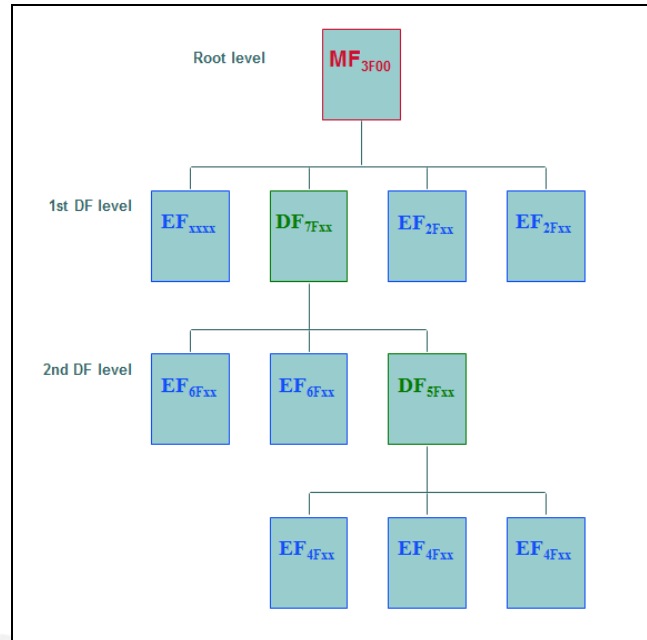 Root level
MF3F00
1st DF level
EFxxxx
DF7Fxx
EF2Fxx
EF2Fxx
2nd DF level
EF6Fxx
EF6Fxx
DF5Fxx
EF4Fxx
EF4Fxx
EF4Fxx